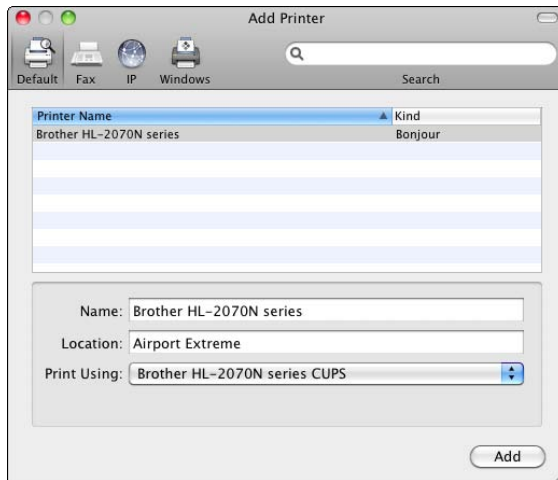 Add Printer
Default Fax IP Windows Search
Printer Name Kind
Brother HL-2070N series Bonjour
Name: Brother HL-2070N series
Location: Airport Extreme
Print Using: Brother HL-2070N series CUPS
Add